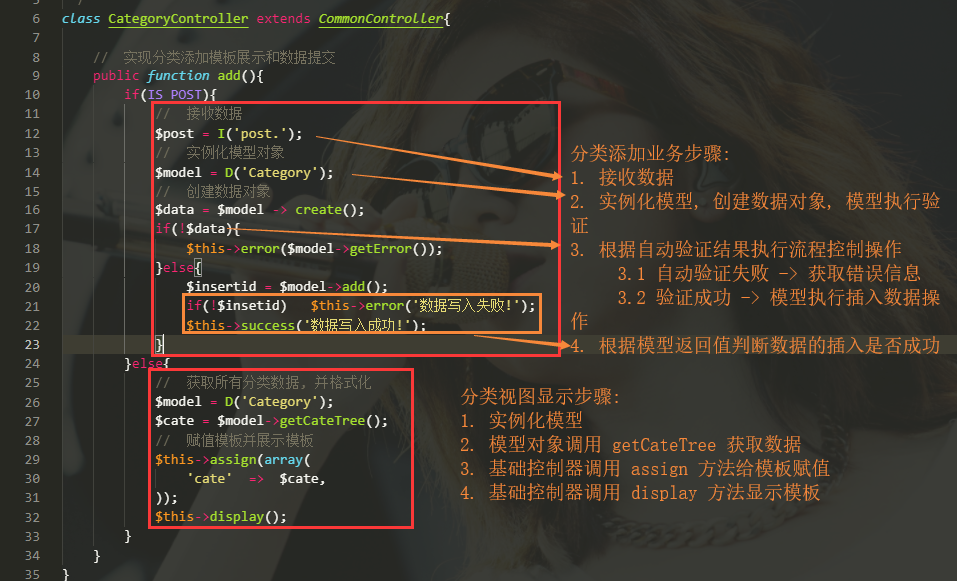 6 class CategoryController extends CommonController{
7
8 // 实现分类添加模板展示和数据提交
9 public function add(){
10 if(IS_POST){
11 // 接收数据
12 $post = I('post.');
13 // 实例化模型对象
14 $model = D('Category');
15 // 创建数据对象
16 $data = $model -> create();
17 if(!$data){
18 $this->error($model->getError());
19 }else{
20 $insertid = $model->add();
21 if(!$insetid) $this->error('数据写入失败!');
22 $this->success('数据写入成功!');
23 }
24 }else{
25 // 获取所有分类数据, 并格式化
26 $model = D('Category');
27 $cate = $model->getCateTree();
28 // 赋值模板并展示模板
29 $this->assign(array(
30 'cate' => $cate,
31 ));
32 $this->display();
33 }
34 }
35 }
分类添加业务步骤:
1. 接收数据
2. 实例化模型, 创建数据对象, 模型执行验
证
3. 根据自动验证结果执行流程控制操作
3.1 自动验证失败 -> 获取错误信息
3.2 验证成功 -> 模型执行插入数据操
作
4. 根据模型返回值判断数据的插入是否成功
分类视图显示步骤:
1. 实例化模型
2. 模型对象调用 getCateTree 获取数据
3. 基础控制器调用 assign 方法给模板赋值
4. 基础控制器调用 display 方法显示模板